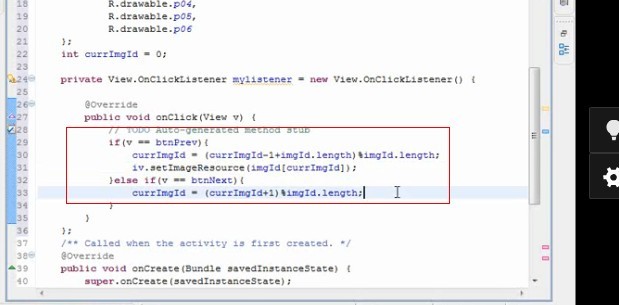 18 R.drawable.p04,
19 R.drawable.p05,
20 R.drawable.p06
21 };
22 int currImgId = 0;
23
24 private View.OnClickListener mylistener = new View.OnClickListener() {
25
26 @Override
27 public void onClick(View v) {
28 // TODO Auto-generated method stub
29 if(v == btnPrev){
30 currImgId = (currImgId-1+imgId.length)%imgId.length;
31 iv.setImageResource(imgId[currImgId]);
32 }else if(v == btnNext){
33 currImgId = (currImgId+1)%imgId.length;
34 }
35 }
36 };
37 /** Called when the activity is first created. */
38 @Override
39 public void onCreate(Bundle savedInstanceState) {
40 super.onCreate(savedInstanceState);